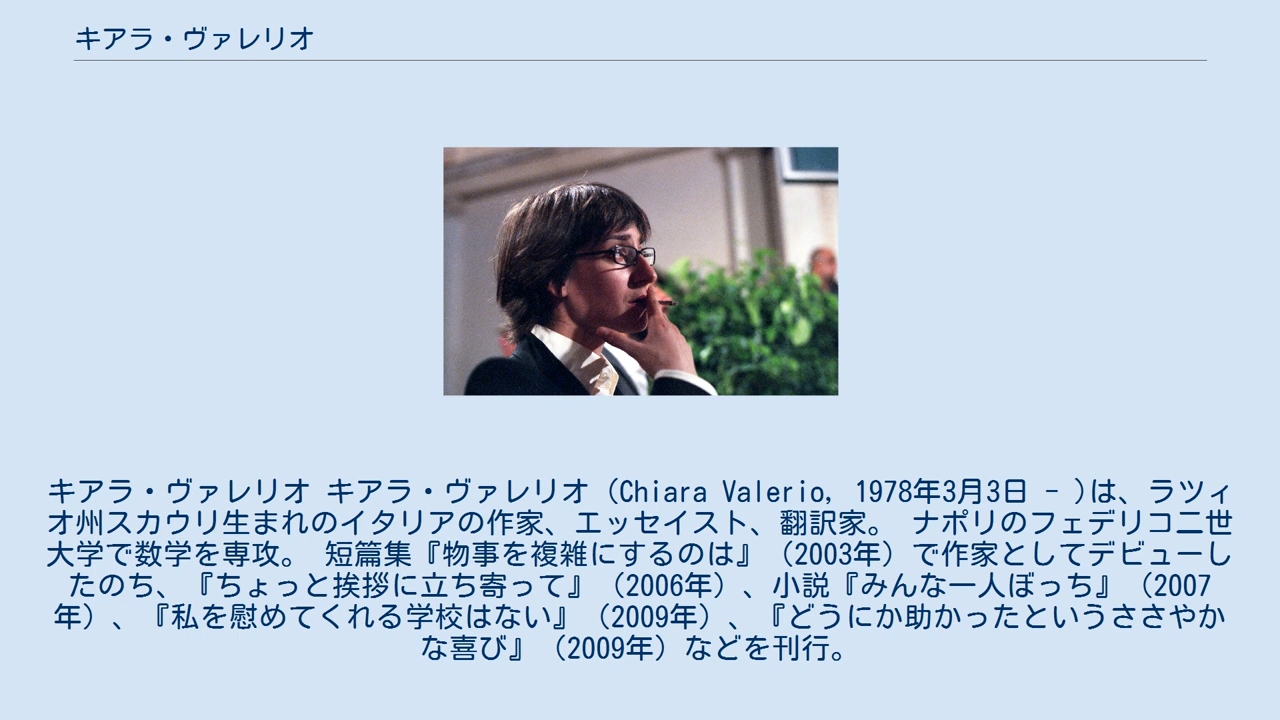 キアラ・ヴァレリオ
キアラ・ヴァレリオ キアラ・ヴァレリオ (Chiara Valerio, 1978年3月3日 - )は、ラツィ
オ州スカウリ生まれのイタリアの作家、エッセイスト、翻訳家。 ナポリのフェデリコ二世
大学で数学を専攻。 短篇集『物事を複雑にするのは』（2003年）で作家としてデビューし
たのち、『ちょっと挨拶に立ち寄って』（2006年）、小説『みんな一人ぼっち』（2007
年）、『私を慰めてくれる学校はない』（2009年）、『どうにか助かったというささやか
な喜び』（2009年）などを刊行。